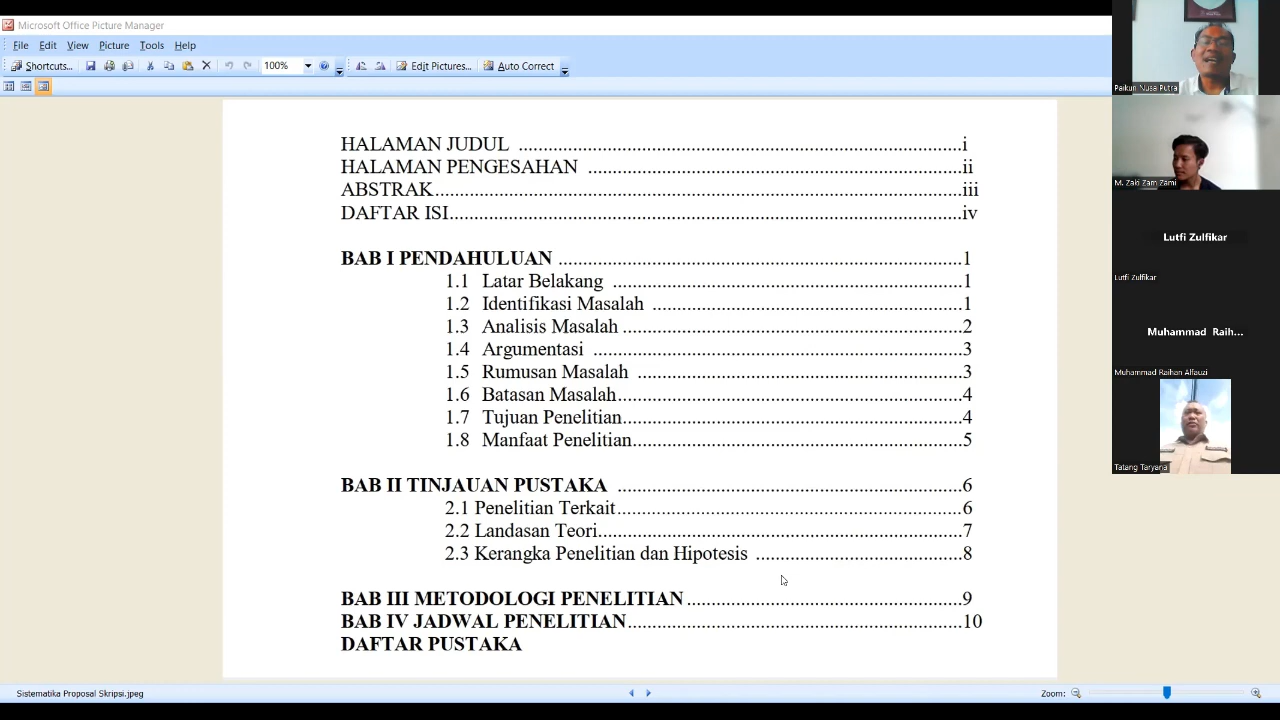 Microsoft Office Picture Manager
File Edit View Picture Tools Help
Shortcuts... 100% Edit Pictures... Auto Correct
HALAMAN JUDUL ..........................................................................................i
HALAMAN PENGESAHAN ............................................................................ii
ABSTRAK ..........................................................................................................iii
DAFTAR ISI.......................................................................................................iv
BAB I PENDAHULUAN ..................................................................................1
1.1 Latar Belakang .......................................................................1
1.2 Identifikasi Masalah ...............................................................1
1.3 Analisis Masalah .....................................................................2
1.4 Argumentasi ...........................................................................3
1.5 Rumusan Masalah ..................................................................3
1.6 Batasan Masalah......................................................................4
1.7 Tujuan Penelitian.....................................................................4
1.8 Manfaat Penelitian...................................................................5
BAB II TINJAUAN PUSTAKA ......................................................................6
2.1 Penelitian Terkait......................................................................6
2.2 Landasan Teori.........................................................................7
2.3 Kerangka Penelitian dan Hipotesis ..........................................8
BAB III METODOLOGI PENELITIAN ........................................................9
BAB IV JADWAL PENELITIAN....................................................................10
DAFTAR PUSTAKA
Sistematika Proposal Skripsi.jpeg
Zoom:
Paikun Nusa Putra
M. Zaki Zam Zami
Lutfi Zulfikar
Lutfi Zulfikar
Muhammad Raih...
Muhammad Raihan Alfauzi
Tatang Taryana